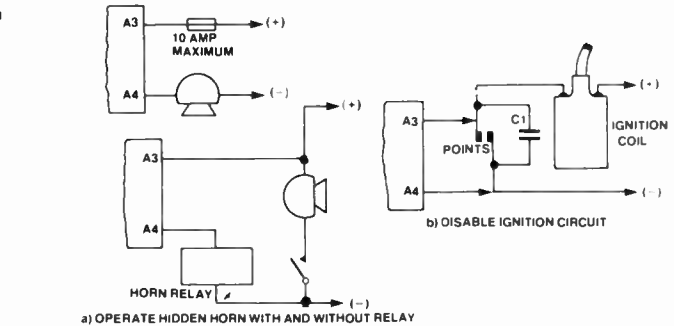 A3
(+)
10 AMP
MAXIMUM
A4
(-)
(+)
A3
A4
HORN RELAY
(-)
a) OPERATE HIDDEN HORN WITH AND WITHOUT RELAY
(+)
A3
C1
POINTS
IGNITION
COIL
A4
(-)
b) DISABLE IGNITION CIRCUIT